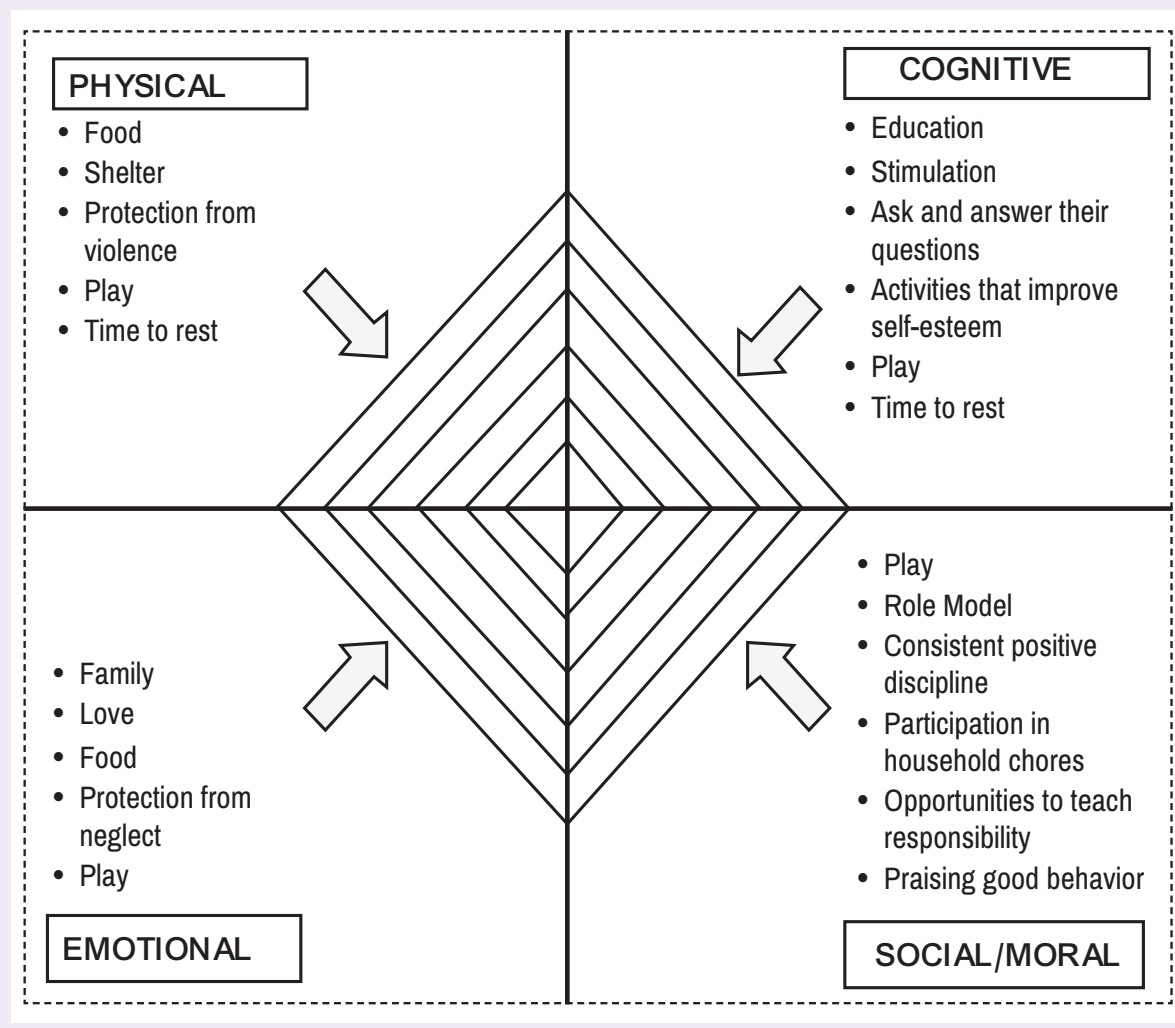 PHYSICAL
• Food
• Shelter
• Protection from
violence
• Play
• Time to rest
COGNITIVE
• Education
• Stimulation
• Ask and answer their
questions
• Activities that improve
self-esteem
• Play
• Time to rest
• Family
• Love
• Food
• Protection from
neglect
• Play
EMOTIONAL
• Play
• Role Model
• Consistent positive
discipline
• Participation in
household chores
• Opportunities to teach
responsibility
• Praising good behavior
SOCIAL/MORAL